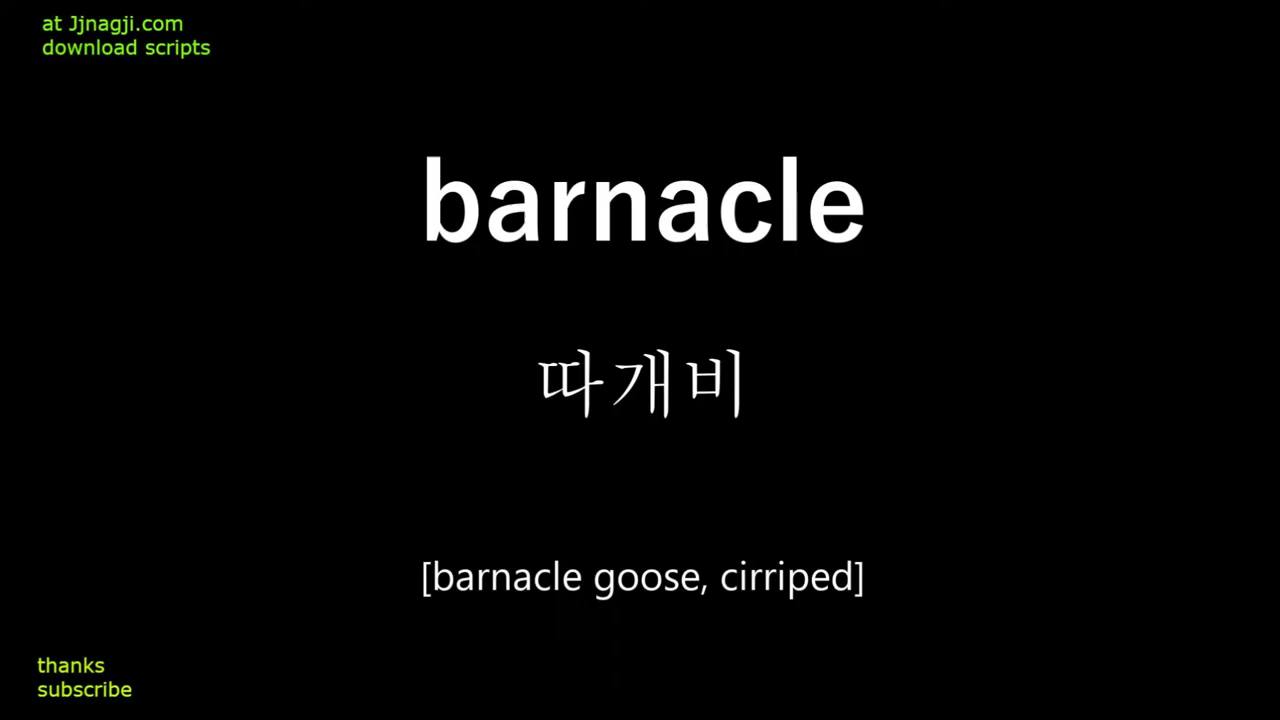 at Jjnagji.com
download scripts
barnacle
따개비
[barnacle goose, cirriped]
thanks
subscribe